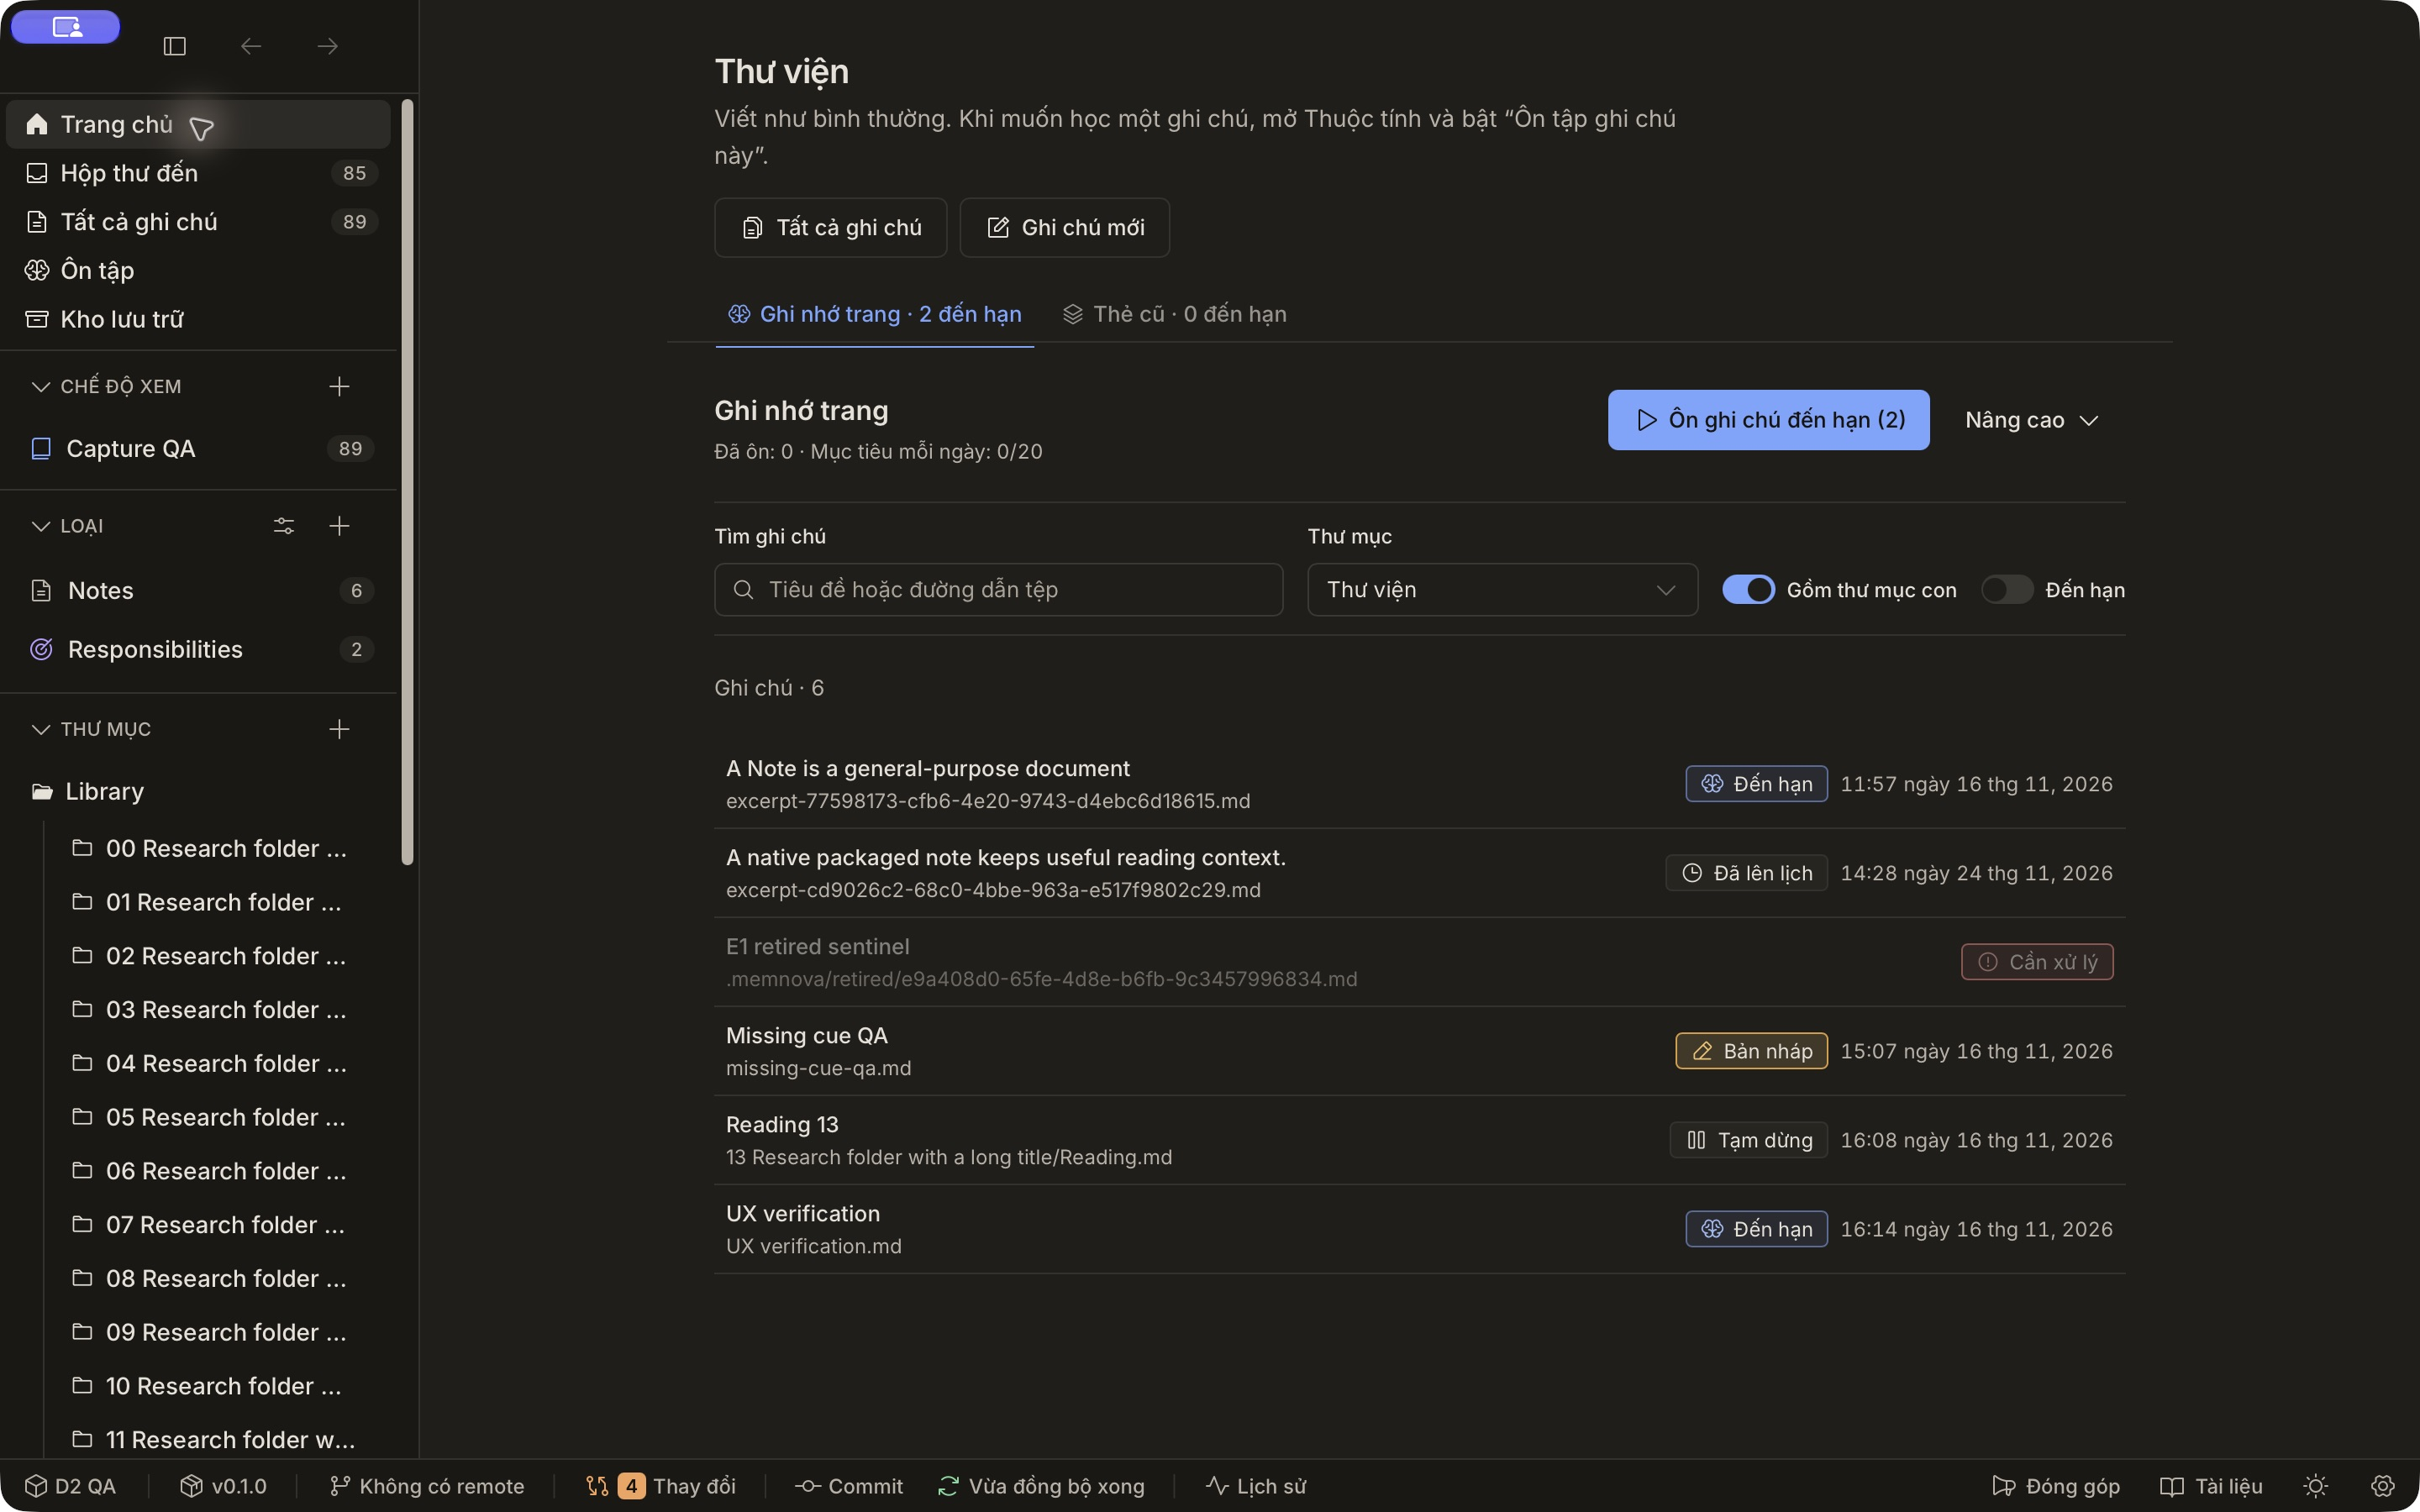 Trang chủ
Hộp thư đến 85
Tất cả ghi chú 89
Ôn tập
Kho lưu trữ
CHẾ ĐỘ XEM
Capture QA 89
LOẠI
Notes 6
Responsibilities 2
THƯ MỤC
Library
00 Research folder ...
01 Research folder ...
02 Research folder ...
03 Research folder ...
04 Research folder ...
05 Research folder ...
06 Research folder ...
07 Research folder ...
08 Research folder ...
09 Research folder ...
10 Research folder ...
11 Research folder w...
Thư viện
Viết như bình thường. Khi muốn học một ghi chú, mở Thuộc tính và bật “Ôn tập ghi chú
này”.
Tất cả ghi chú
Ghi chú mới
Ghi nhớ trang · 2 đến hạn
Thẻ cũ · 0 đến hạn
Ghi nhớ trang
Đã ôn: 0 · Mục tiêu mỗi ngày: 0/20
Ôn ghi chú đến hạn (2)
Nâng cao
Tìm ghi chú
Tiêu đề hoặc đường dẫn tệp
Thư mục
Thư viện
Gồm thư mục con
Đến hạn
Ghi chú · 6
A Note is a general-purpose document
excerpt-77598173-cfb6-4e20-9743-d4ebc6d18615.md
Đến hạn 11:57 ngày 16 thg 11, 2026
A native packaged note keeps useful reading context.
excerpt-cd9026c2-68c0-4bbe-963a-e517f9802c29.md
Đã lên lịch 14:28 ngày 24 thg 11, 2026
E1 retired sentinel
.memnova/retired/e9a408d0-65fe-4d8e-b6fb-9c3457996834.md
Cần xử lý
Missing cue QA
missing-cue-qa.md
Bản nháp 15:07 ngày 16 thg 11, 2026
Reading 13
13 Research folder with a long title/Reading.md
Tạm dừng 16:08 ngày 16 thg 11, 2026
UX verification
UX verification.md
Đến hạn 16:14 ngày 16 thg 11, 2026
D2 QA
v0.1.0
Không có remote
4 Thay đổi
Commit
Vừa đồng bộ xong
Lịch sử
Đóng góp
Tài liệu